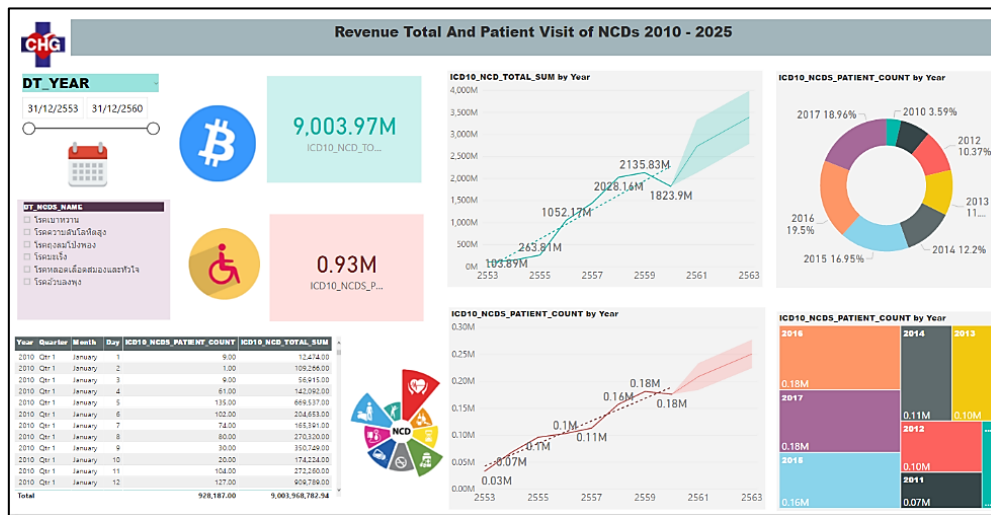 CHG
Revenue Total And Patient Visit of NCDs 2010 - 2025
DT_YEAR
31/12/2553 31/12/2560
9,003.97M
ICD10_NCD_TO...
DT_NCDS_NAME
โรคเบาหวาน
โรคความดันโลหิตสูง
โรคถุงลมโป่งพอง
โรคมะเร็ง
โรคหลอดเลือดสมองและหัวใจ
โรคอ้วนลงพุง
0.93M
ICD10_NCDS_P...
ICD10_NCD_TOTAL_SUM by Year
4,000M
3,500M
3,000M
2,500M
2,000M
1,500M
1,000M
500M
0M
103.89M
263.81M
1052.17M
2028.16M
2135.83M
1823.9M
2553 2555 2557 2559 2561 2563
ICD10_NCDS_PATIENT_COUNT by Year
2017 18.96%
2010 3.59%
2012
10.37%
2013
11....
2014 12.2%
2015 16.95%
2016
19.5%
Year Quarter Month Day ICD10_NCDS_PATIENT_COUNT ICD10_NCD_TOTAL_SUM
2010 Qtr 1 January 1 9.00 12,474.00
2010 Qtr 1 January 2 1.00 109,266.00
2010 Qtr 1 January 3 9.00 56,915.00
2010 Qtr 1 January 4 61.00 142,092.00
2010 Qtr 1 January 5 135.00 669,537.00
2010 Qtr 1 January 6 102.00 204,653.00
2010 Qtr 1 January 7 74.00 165,391.00
2010 Qtr 1 January 8 80.00 270,320.00
2010 Qtr 1 January 9 30.00 350,749.00
2010 Qtr 1 January 10 20.00 174,224.00
2010 Qtr 1 January 11 104.00 272,260.00
2010 Qtr 1 January 12 127.00 909,789.00
Total 928,187.00 9,003,968,782.94
NCD
ICD10_NCDS_PATIENT_COUNT by Year
0.30M
0.25M
0.20M
0.15M
0.10M
0.05M
0.00M
0.03M
0.07M
0.1M
0.1M
0.11M
0.16M
0.18M
0.18M
2553 2555 2557 2559 2561 2563
ICD10_NCDS_PATIENT_COUNT by Year
2016
0.18M
2017
0.18M
2015
0.16M
2014
0.11M
2013
0.10M
2012
0.10M
2011
0.07M
...